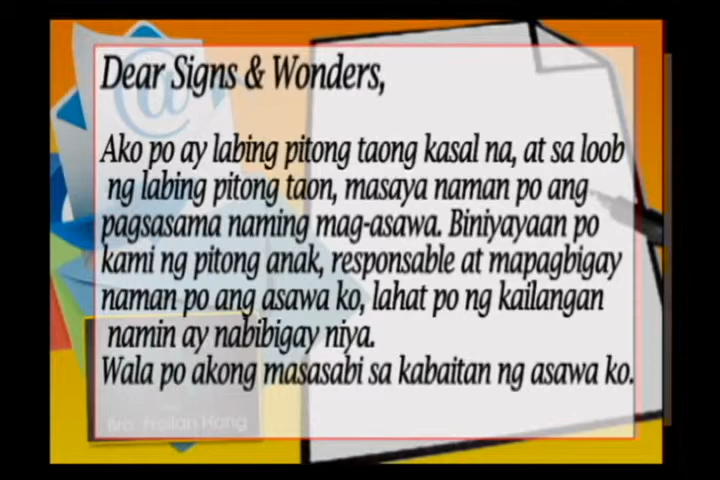 Dear Signs & Wonders,
Ako po ay labing pitong taong kasal na, at sa loob
ng labing pitong taon, masaya naman po ang
pagsasama naming mag-asawa. Biniyayaan po
kami ng pitong anak, responsable at mapagbigay
naman po ang asawa ko, lahat po ng kailangan
namin ay nabibigay niya.
Wala po akong masasabi sa kabaitan ng asawa ko.